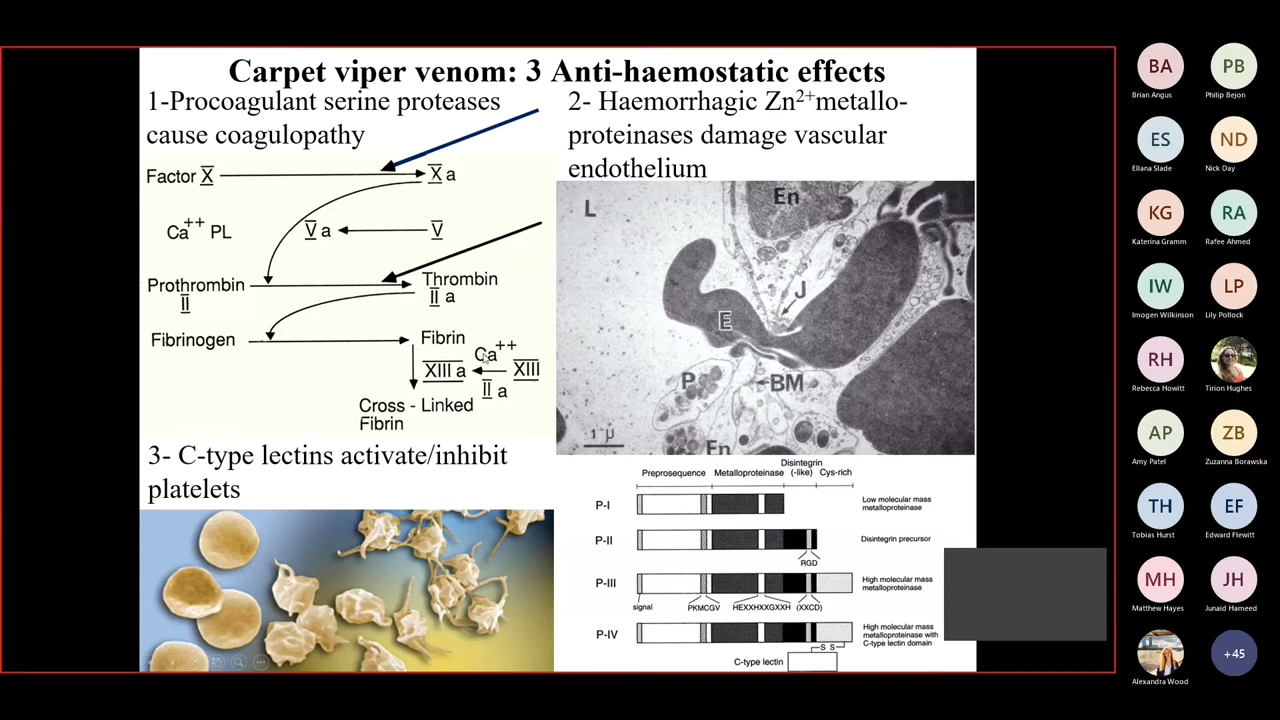 Carpet viper venom: 3 Anti-haemostatic effects
1-Procoagulant serine proteases
cause coagulopathy
Factor X
X a
Ca++ PL
V a
V
Prothrombin
II
Thrombin
II a
Fibrinogen
Fibrin
Ca++
XIII a
XIII
II a
Cross - Linked
Fibrin
2- Haemorrhagic Zn2+metallo-
proteinases damage vascular
endothelium
L
En
J
E
P
BM
1 μ
En
3- C-type lectins activate/inhibit
platelets
Preprosequence
Metalloproteinase
Disintegrin
(-like)
Cys-rich
P-I
Low molecular mass
metalloproteinase
P-II
Disintegrin precursor
RGD
P-III
High molecular mass
metalloproteinase
signal
PKMCGV
HEXXHXXGXXH
(XXCD)
P-IV
High molecular mass
metalloproteinase with
C-type lectin domain
S S
C-type lectin
BA
Brian Angus
PB
Philip Bejon
ES
Ellana Slade
ND
Nick Day
KG
Katerina Gramm
RA
Rafee Ahmed
IW
Imogen Wilkinson
LP
Lily Pollock
RH
Rebecca Howitt
Tirion Hughes
AP
Amy Patel
ZB
Zuzanna Borawska
TH
Tobias Hurst
EF
Edward Flewitt
MH
Matthew Hayes
JH
Junaid Hameed
Alexandra Wood
+45